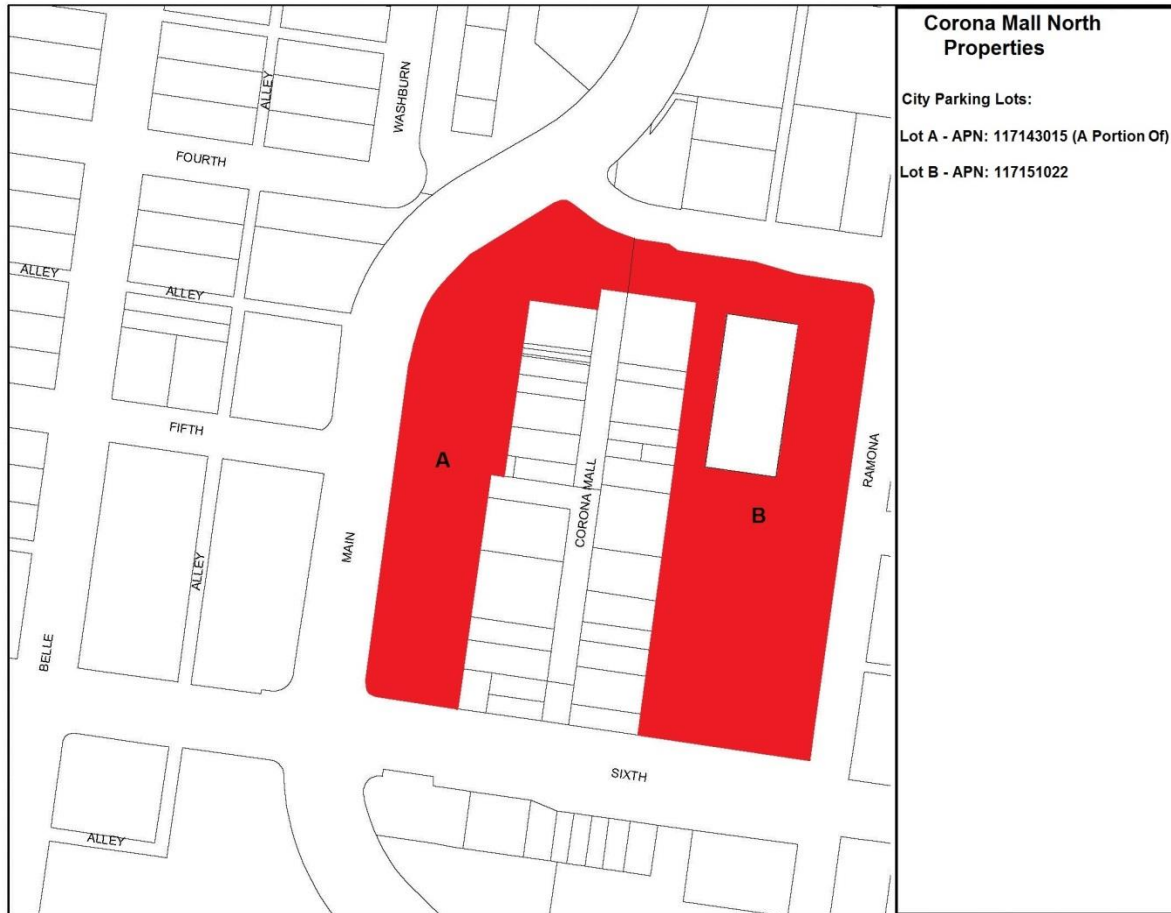 Corona Mall North
Properties
City Parking Lots:
Lot A - APN: 117143015 (A Portion Of)
Lot B - APN: 117151022
WASHBURN
ALLEY
FOURTH
ALLEY
ALLEY
FIFTH
A
CORONA MALL
RAMONA
B
MAIN
ALLEY
BELLE
SIXTH
ALLEY